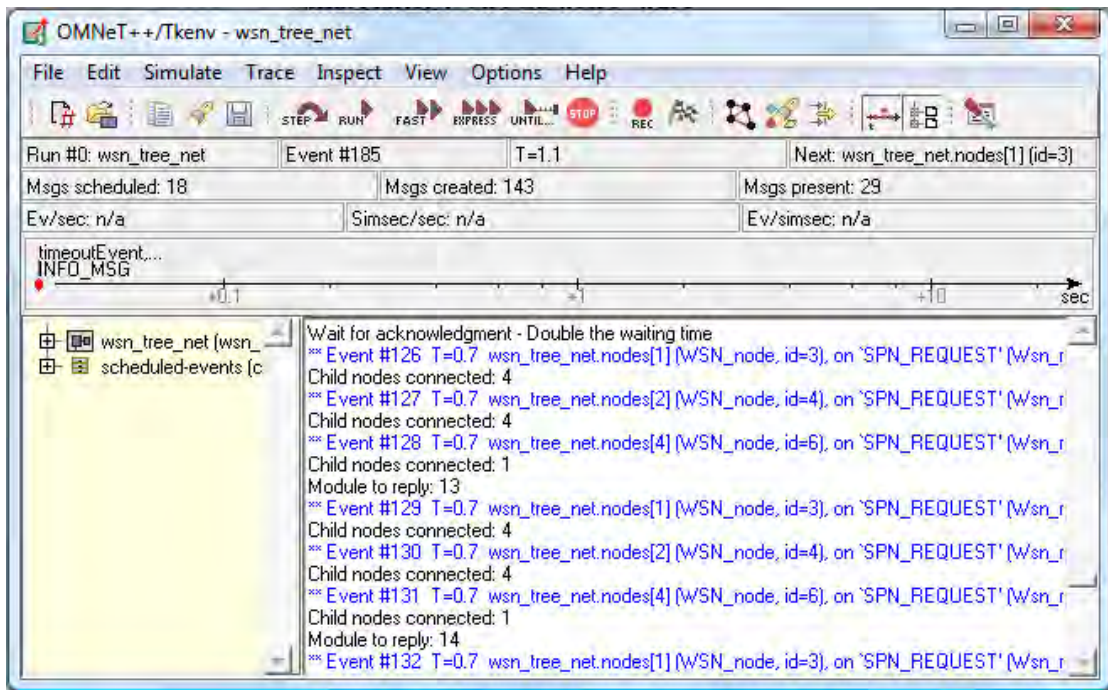 OMNeT++/Tkenv - wsn_tree_net
File Edit Simulate Trace Inspect View Options Help
STEP RUN FAST EXPRESS UNTIL... STOP REC
Run #0: wsn_tree_net Event #185 T=1.1 Next: wsn_tree_net.nodes[1] (id=3)
Msgs scheduled: 18 Msgs created: 143 Msgs present: 29
Ev/sec: n/a Simsec/sec: n/a Ev/simsec: n/a
timeoutEvent,...
INFO_MSG
+0.1 +1 +10 sec
wsn_tree_net (wsn_
scheduled-events (c
Wait for acknowledgment - Double the waiting time
** Event #126 T=0.7 wsn_tree_net.nodes[1] (WSN_node, id=3), on `SPN_REQUEST' (Wsn_r
Child nodes connected: 4
** Event #127 T=0.7 wsn_tree_net.nodes[2] (WSN_node, id=4), on `SPN_REQUEST' (Wsn_r
Child nodes connected: 4
** Event #128 T=0.7 wsn_tree_net.nodes[4] (WSN_node, id=6), on `SPN_REQUEST' (Wsn_r
Child nodes connected: 1
Module to reply: 13
** Event #129 T=0.7 wsn_tree_net.nodes[1] (WSN_node, id=3), on `SPN_REQUEST' (Wsn_r
Child nodes connected: 4
** Event #130 T=0.7 wsn_tree_net.nodes[2] (WSN_node, id=4), on `SPN_REQUEST' (Wsn_r
Child nodes connected: 4
** Event #131 T=0.7 wsn_tree_net.nodes[4] (WSN_node, id=6), on `SPN_REQUEST' (Wsn_r
Child nodes connected: 1
Module to reply: 14
** Event #132 T=0.7 wsn_tree_net.nodes[1] (WSN_node, id=3), on `SPN_REQUEST' (Wsn_r